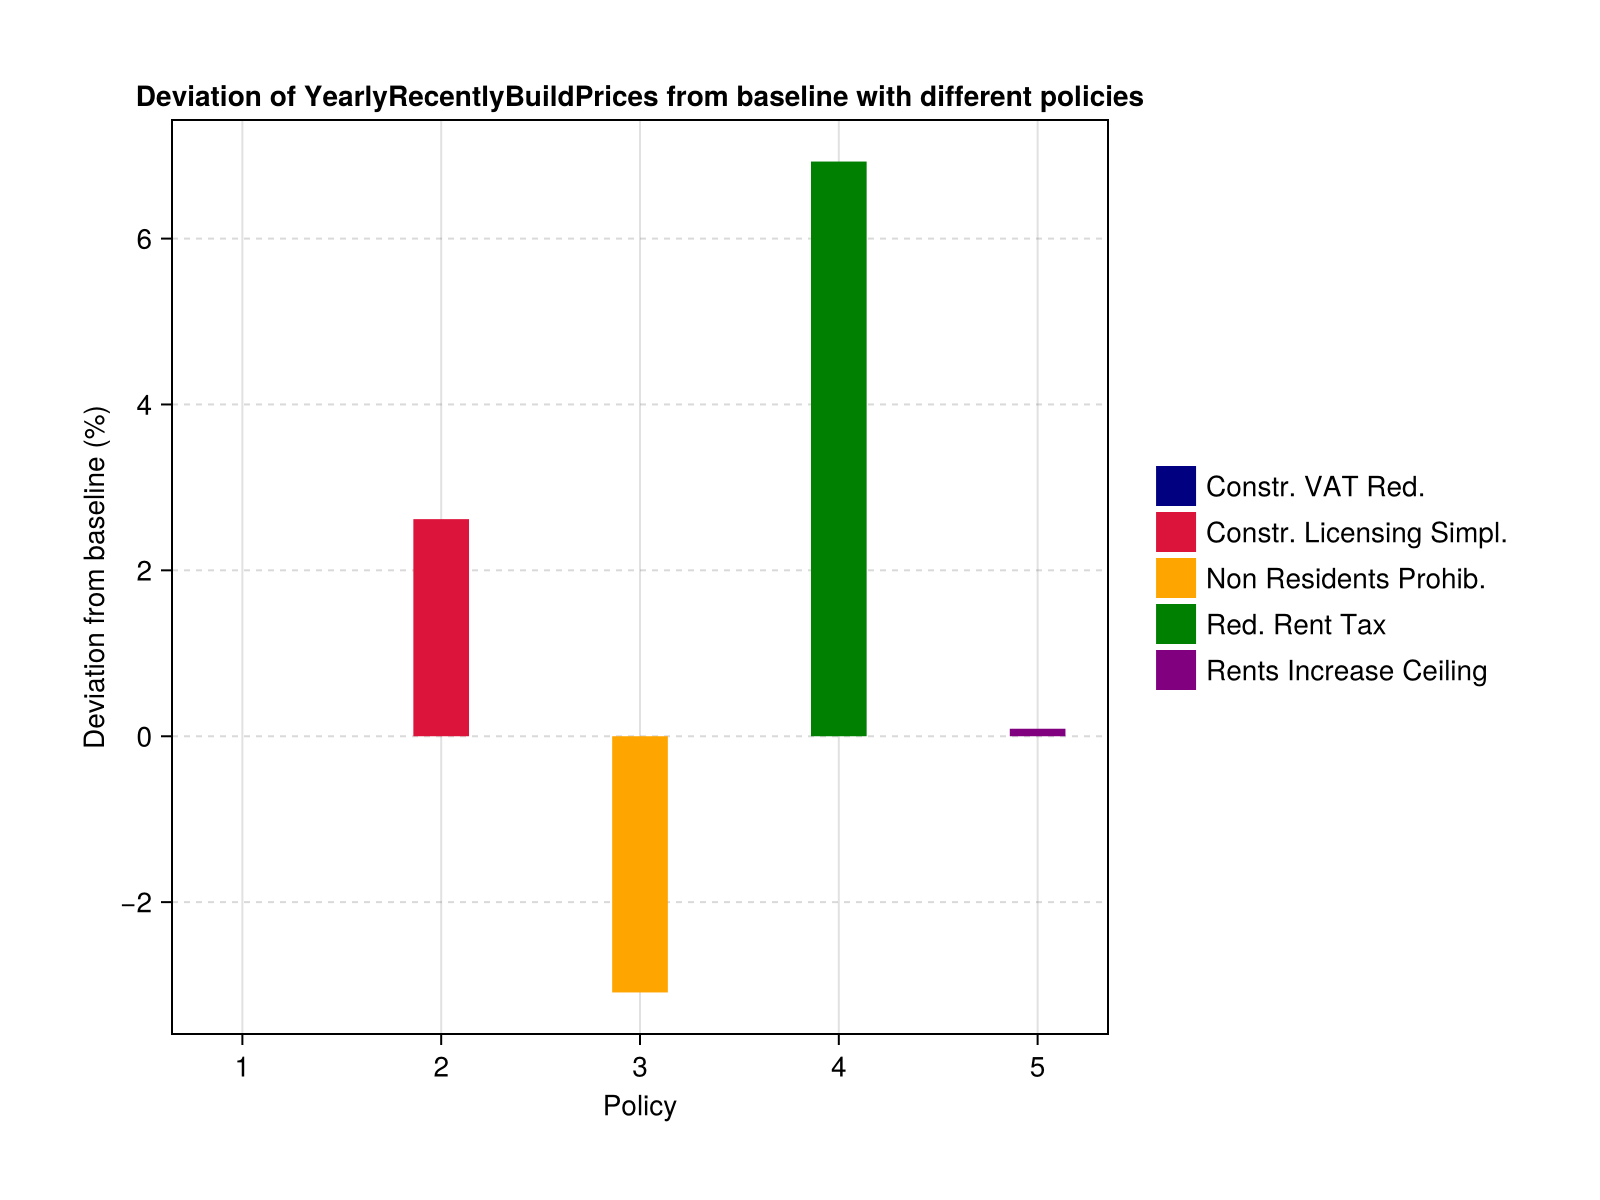 Deviation of YearlyRecentlyBuildPrices from baseline with different policies
Deviation from baseline (%)
6
4
2
0
−2
1 2 3 4 5
Policy
Constr. VAT Red.
Constr. Licensing Simpl.
Non Residents Prohib.
Red. Rent Tax
Rents Increase Ceiling